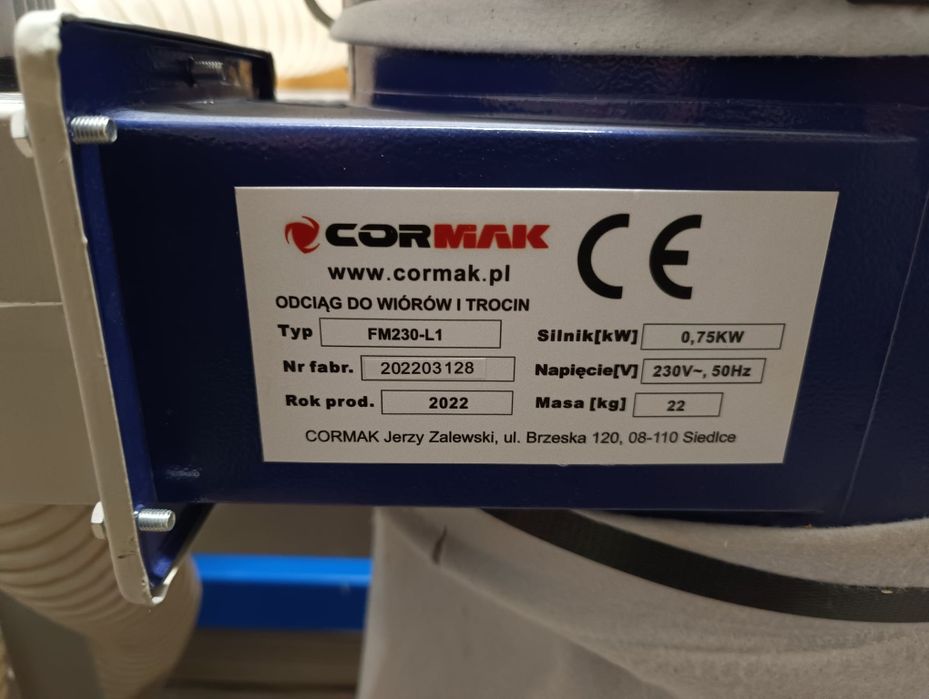 CORMAK
www.cormak.pl
CE
ODCIĄG DO WIÓRÓW I TROCIN
Typ FM230-L1
Nr fabr. 202203128
Rok prod. 2022
Silnik[kW] 0,75KW
Napięcie[V] 230V~, 50Hz
Masa [kg] 22
CORMAK Jerzy Zalewski, ul. Brzeska 120, 08-110 Siedlce